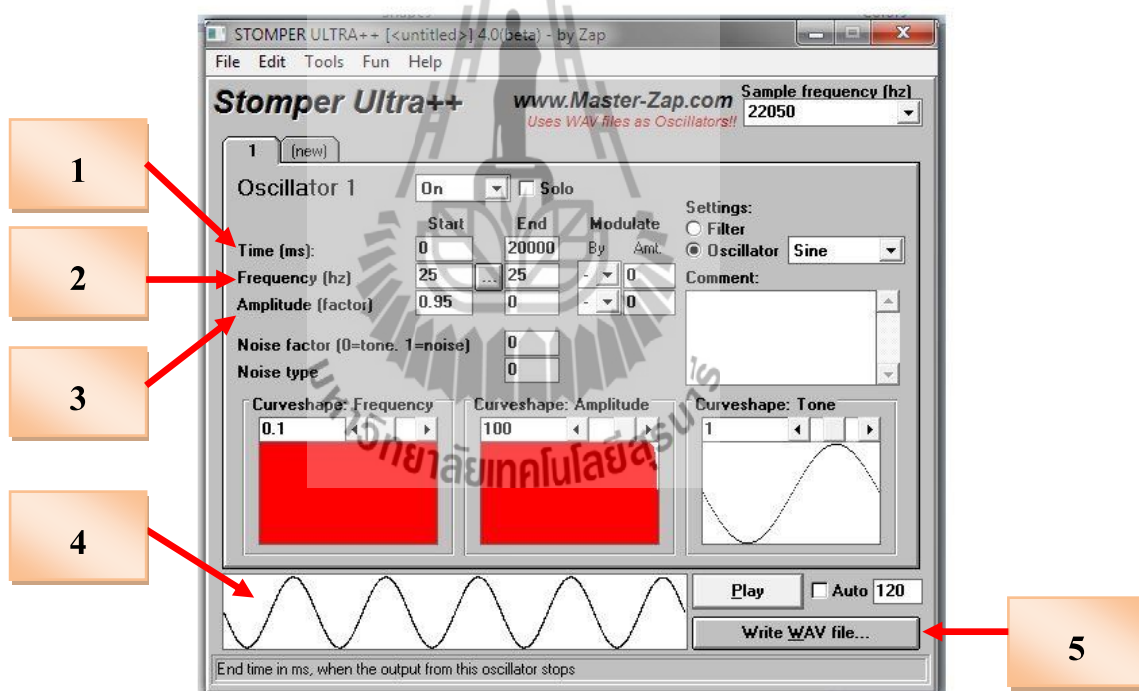 STOMPER ULTRA++ [<untitled>] 4.0(beta) - by Zap
File Edit Tools Fun Help
Stomper Ultra++
www.Master-Zap.com
Uses WAV files as Oscillators!!
Sample frequency (hz)
22050
1 (new)
Oscillator 1 On Solo
Start End Modulate
Time (ms): 0 20000 By Amt.
Frequency (hz) 25 ... 25 - 0
Amplitude (factor) 0.95 0 - 0
Noise factor (0=tone. 1=noise) 0
Noise type 0
Settings:
Filter
Oscillator Sine
Comment:
Curveshape: Frequency
0.1
Curveshape: Amplitude
100
Curveshape: Tone
1
มหาวิทยาลัยเทคโนโลยีสุรนารี
Play Auto 120
Write WAV file...
End time in ms, when the output from this oscillator stops
1
2
3
4
5